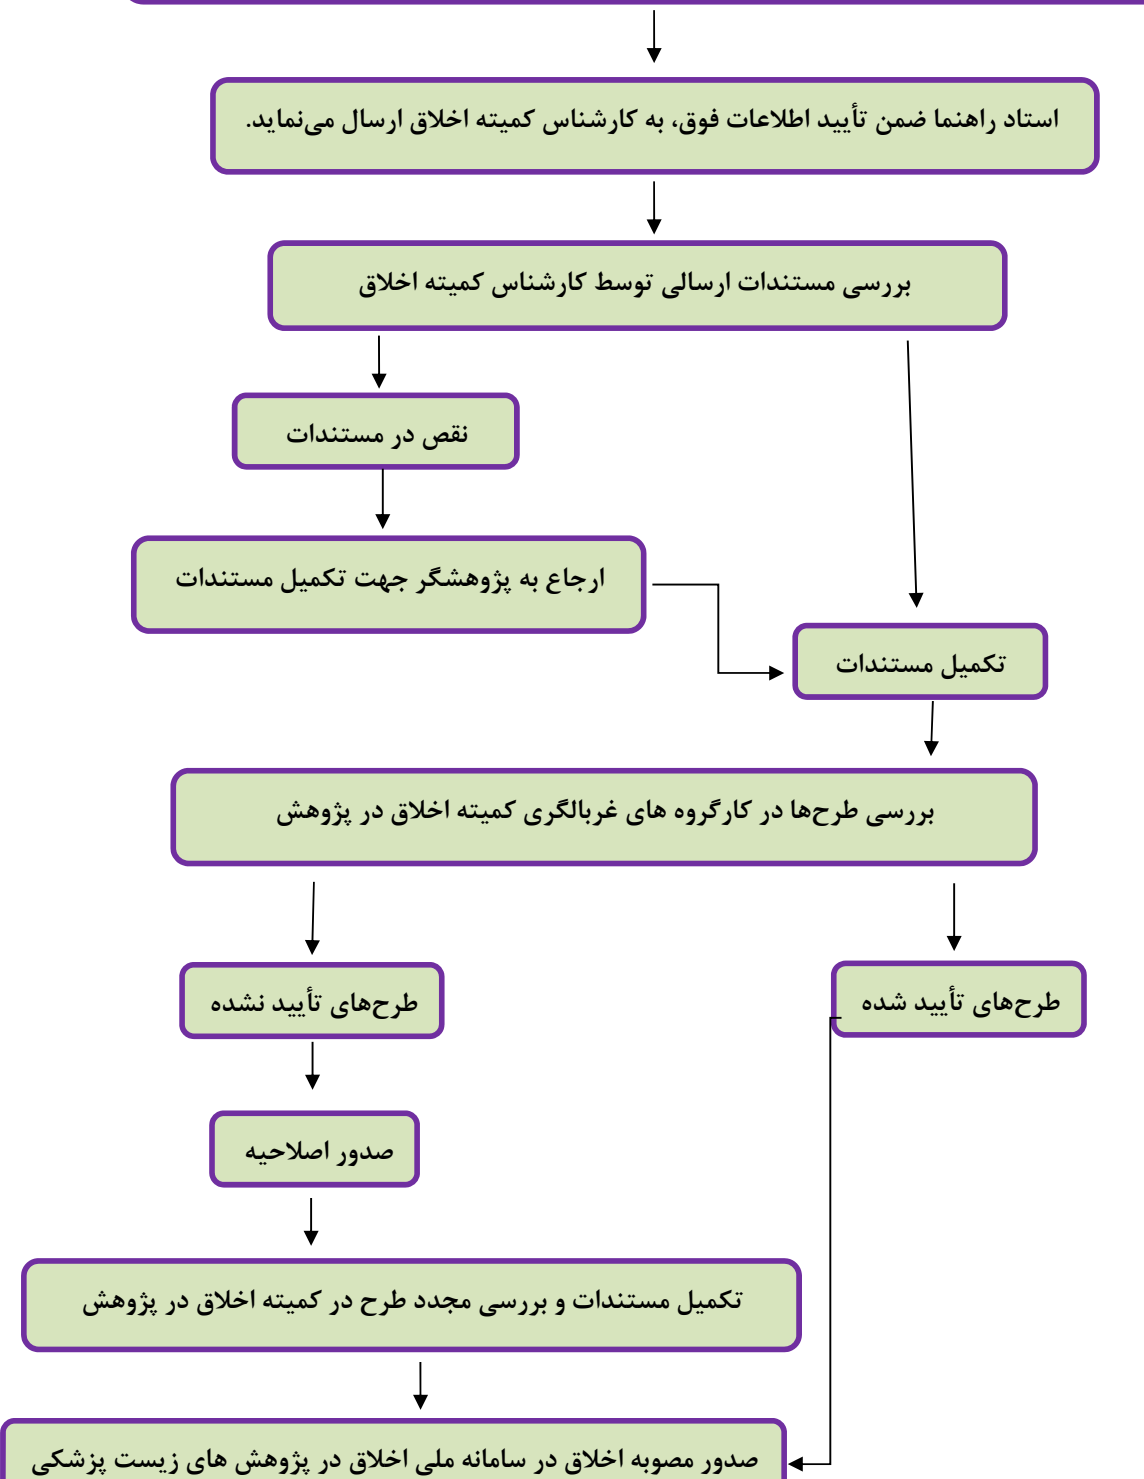 استاد راهنما ضمن تأیید اطلاعات فوق، به کارشناس کمیته اخلاق ارسال می‌نماید.
بررسی مستندات ارسالی توسط کارشناس کمیته اخلاق
نقص در مستندات
ارجاع به پژوهشگر جهت تکمیل مستندات
تکمیل مستندات
بررسی طرح‌ها در کارگروه های غربالگری کمیته اخلاق در پژوهش
طرح‌های تأیید شده
طرح‌های تأیید نشده
صدور اصلاحیه
تکمیل مستندات و بررسی مجدد طرح در کمیته اخلاق در پژوهش
صدور مصوبه اخلاق در سامانه ملی اخلاق در پژوهش های زیست پزشکی